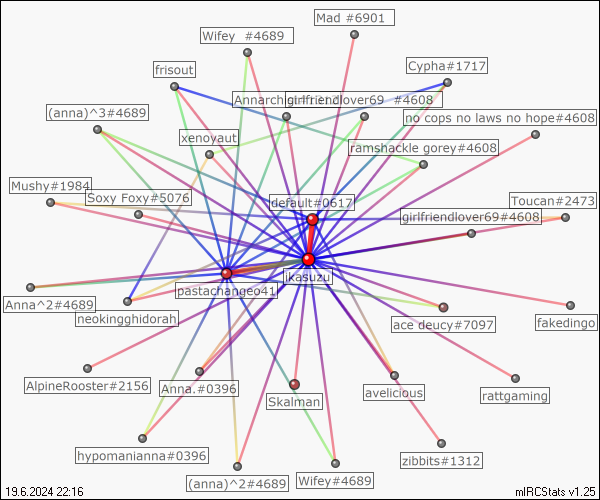 Mad #6901
Wifey #4689
frisout
Cypha#1717
Annarch
girlfriendlover69 #4608
(anna)^3#4689
no cops no laws no hope#4608
xenoyaut
ramshackle gorey#4608
Mushy#1984
Soxy Foxy#5076
default#0617
Toucan#2473
girlfriendlover69#4608
ikasuzu
pastachangeo41
Anna^2#4689
neokingghidorah
ace deucy#7097
fakedingo
AlpineRooster#2156
Anna.#0396
Skalman
avelicious
rattgaming
hypomanianna#0396
zibbits#1312
(anna)^2#4689
Wifey#4689
19.6.2024 22:16
mIRCStats v1.25